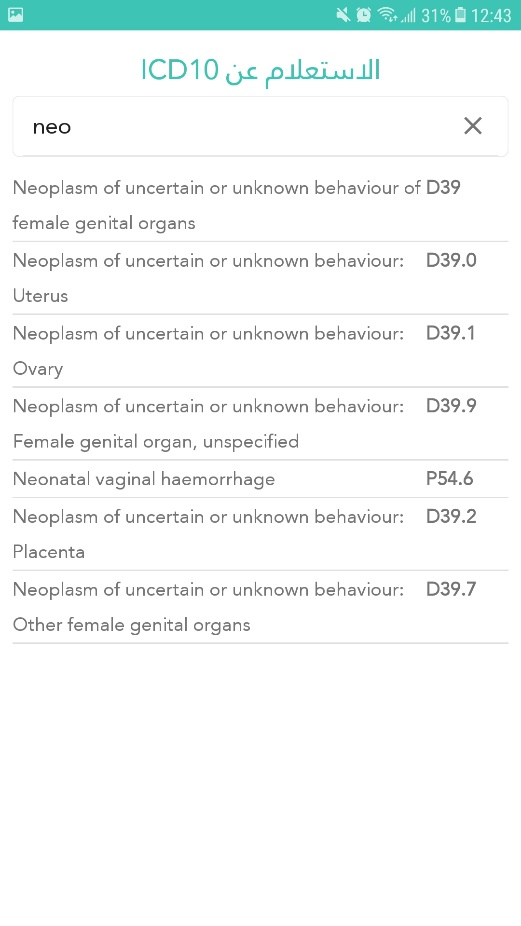 31% 12:43
الاستعلام عن ICD10
neo
Neoplasm of uncertain or unknown behaviour of D39
female genital organs
Neoplasm of uncertain or unknown behaviour: D39.0
Uterus
Neoplasm of uncertain or unknown behaviour: D39.1
Ovary
Neoplasm of uncertain or unknown behaviour: D39.9
Female genital organ, unspecified
Neonatal vaginal haemorrhage P54.6
Neoplasm of uncertain or unknown behaviour: D39.2
Placenta
Neoplasm of uncertain or unknown behaviour: D39.7
Other female genital organs